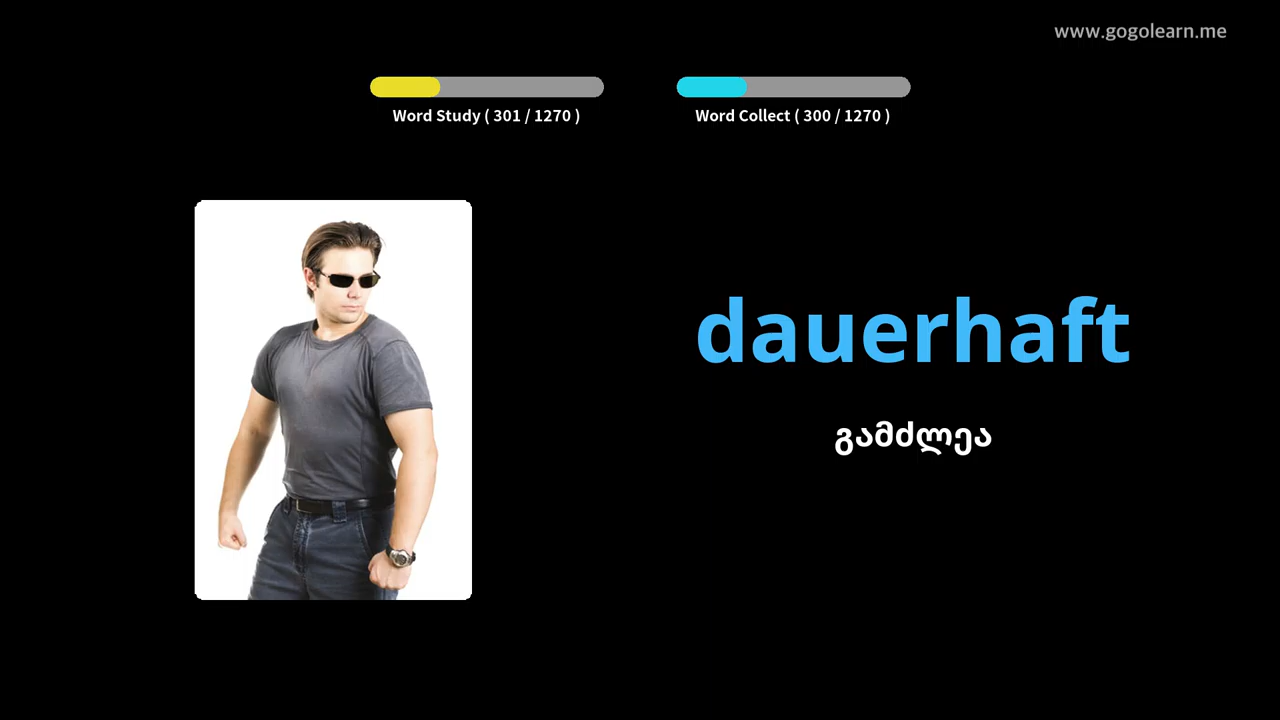 www.gogolearn.me
Word Study ( 301 / 1270 )
Word Collect ( 300 / 1270 )
dauerhaft
გამძლეა